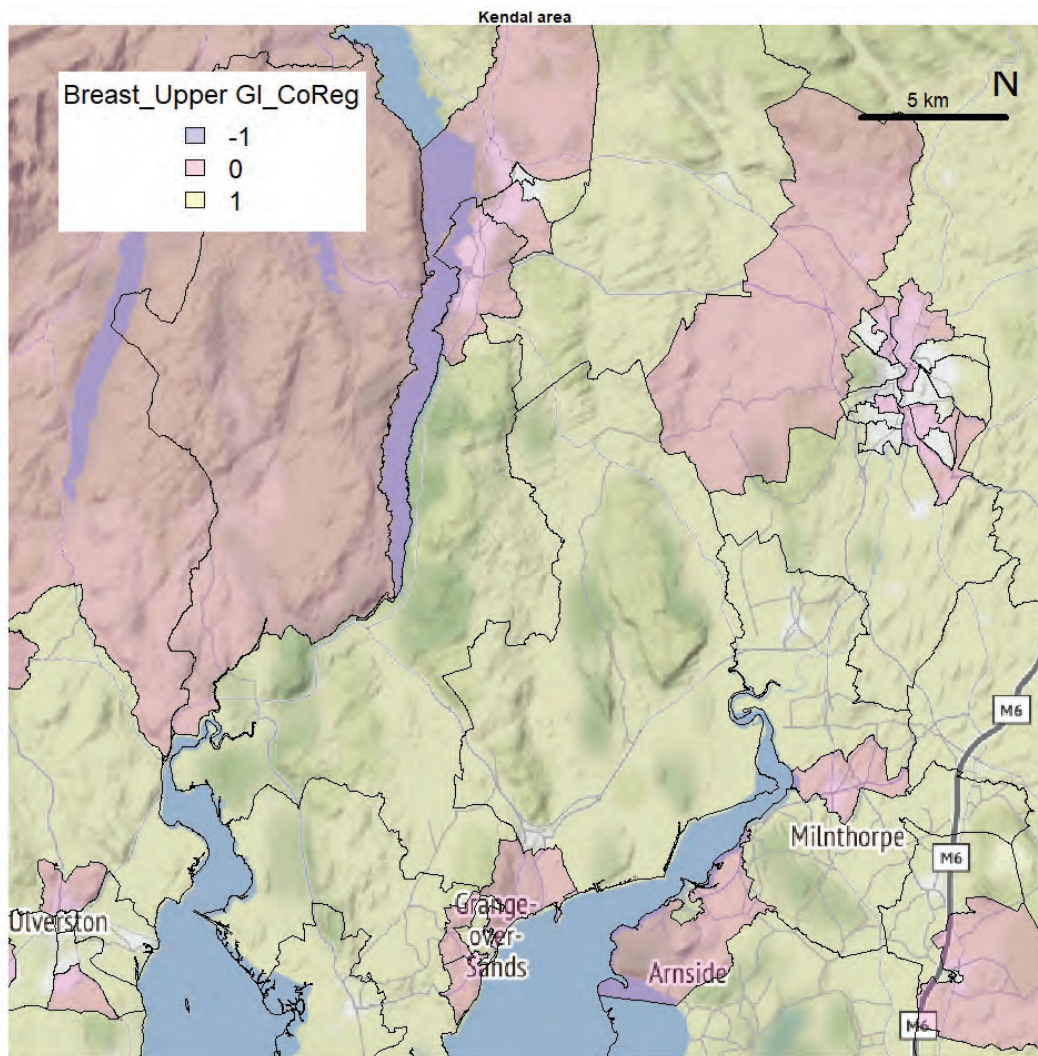 Kendal area
Breast_Upper GI_CoReg
-1
0
1
N
5 km
M6
Milnthorpe
M6
Ulverston
Grange-
over-
Sands
Arnside
M6